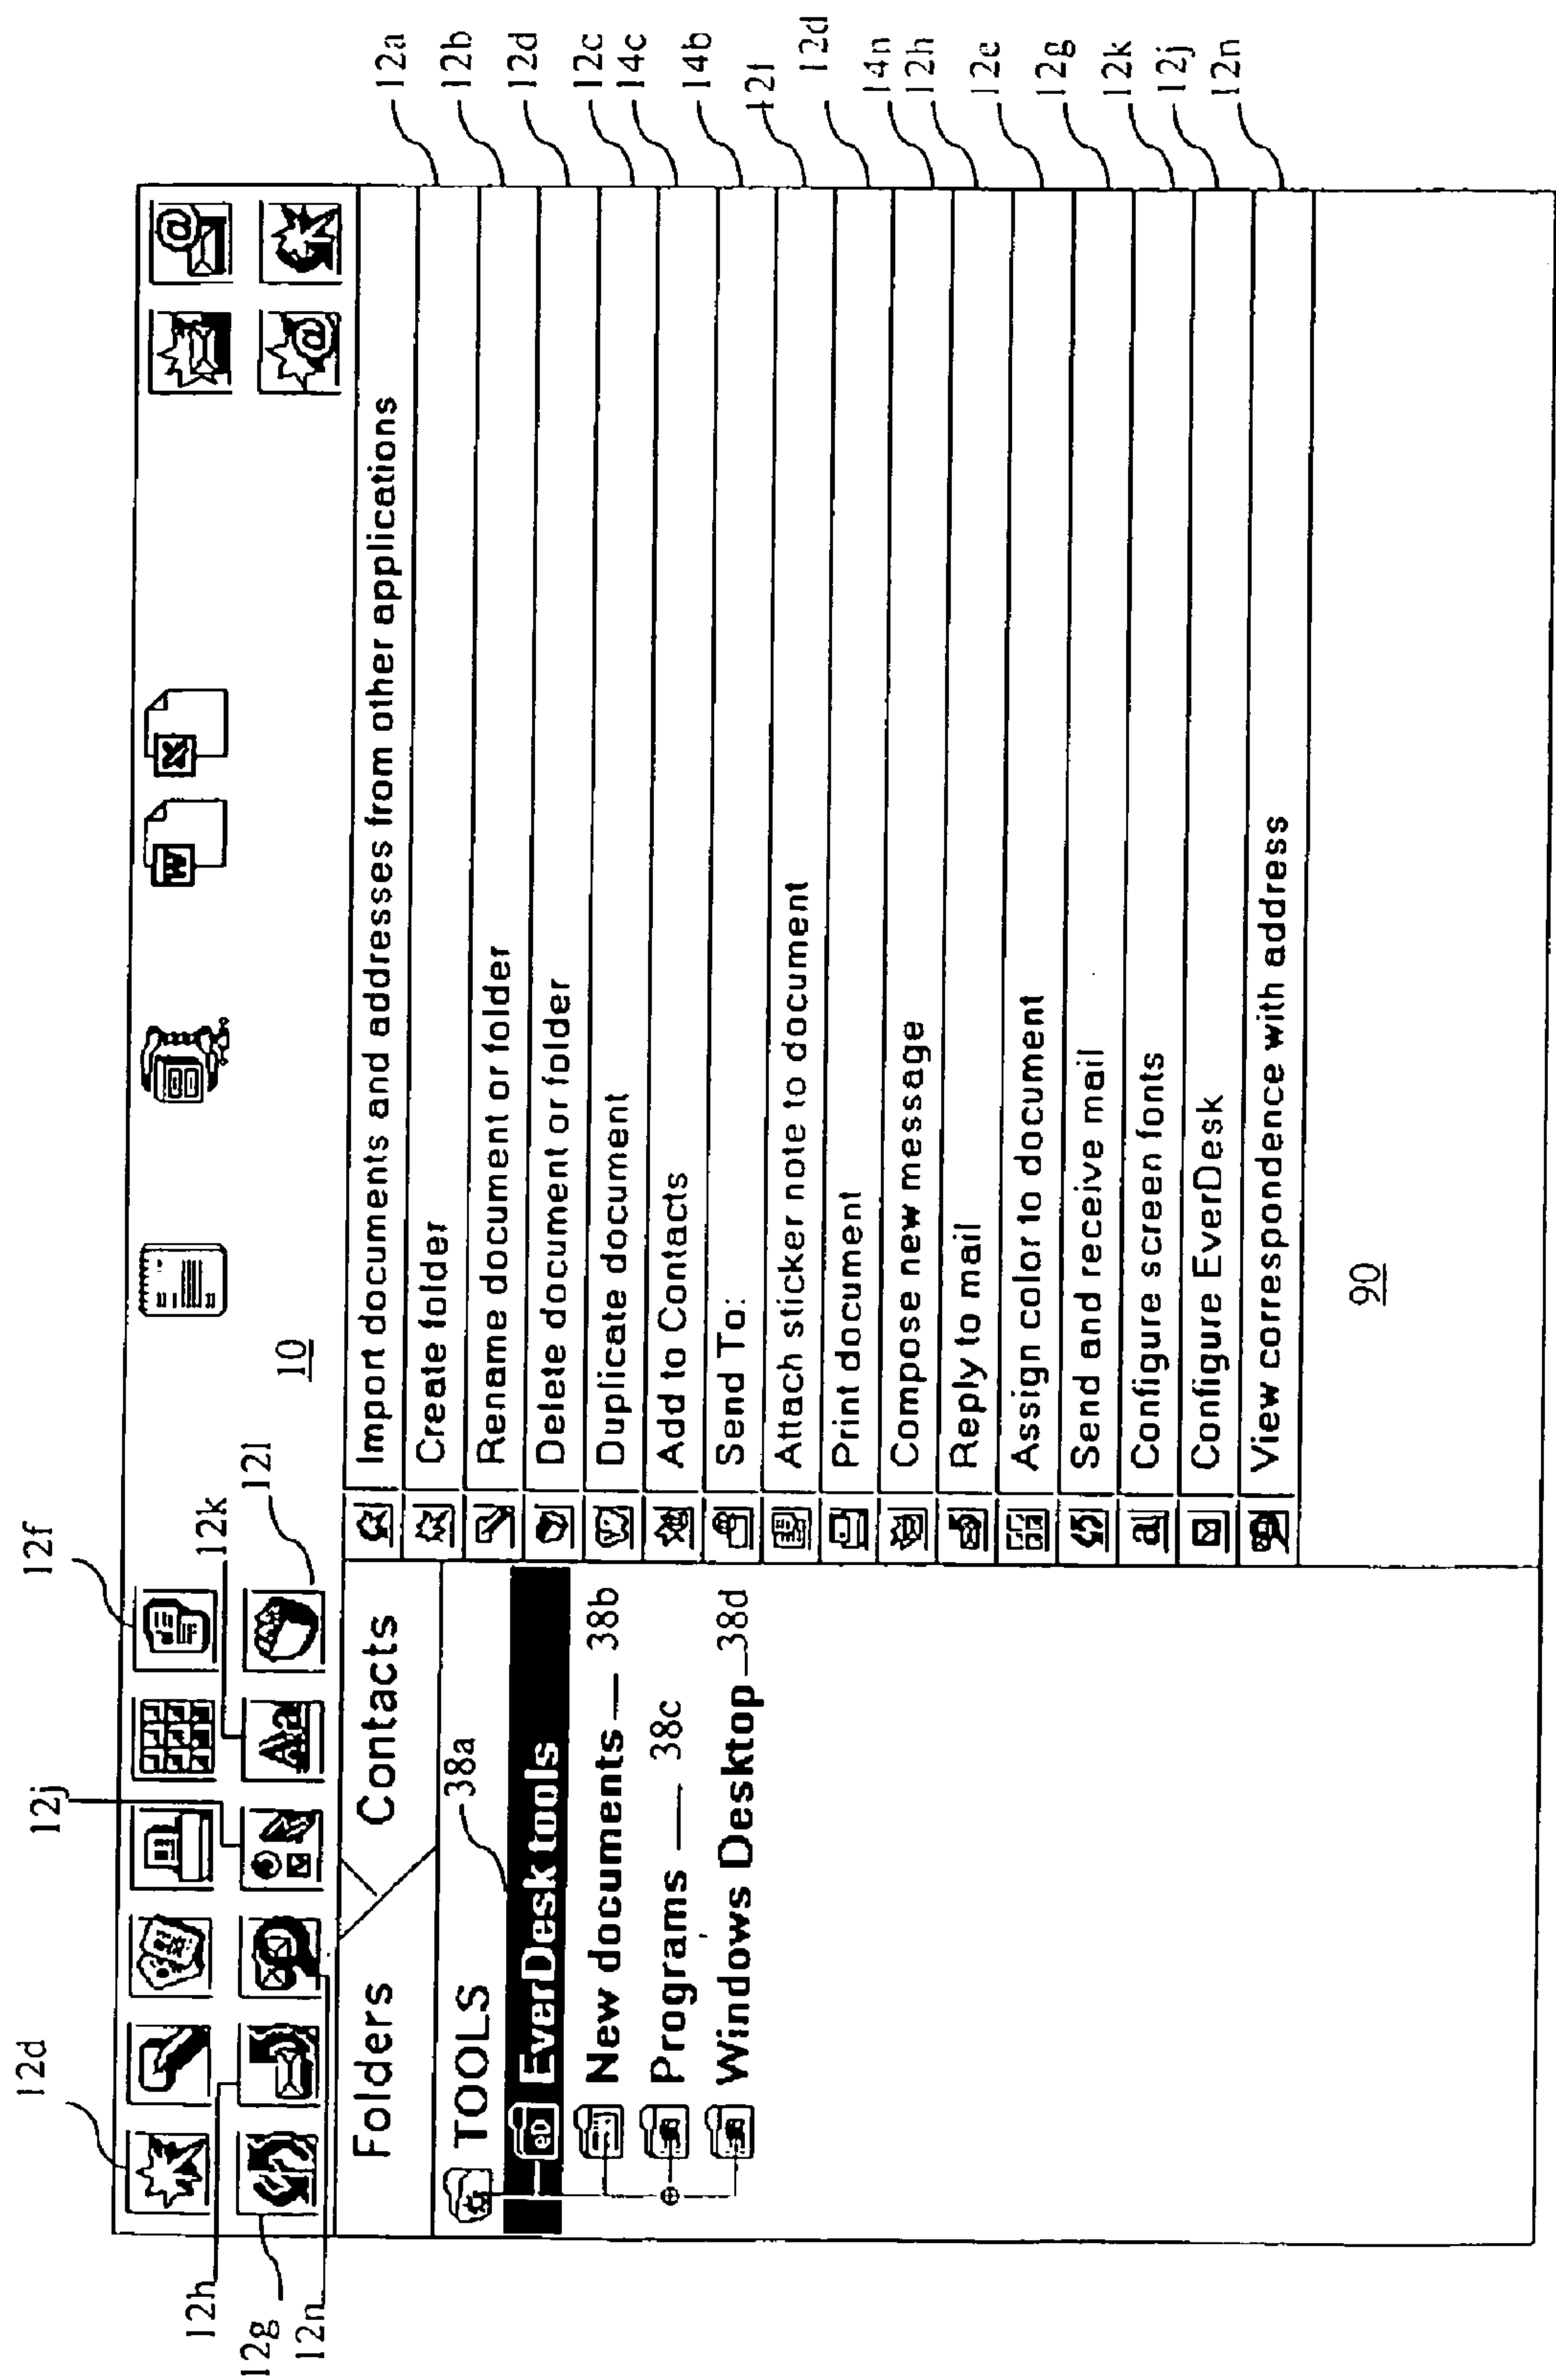 12d
12f
12j
12k
12l
12h
12g
12n
10
W
X
@
@
Aa
Folders
Contacts
TOOLS
eD EverDesk tools
38a
New documents 38b
Programs 38c
Windows Desktop 38d
Import documents and addresses from other applications
Create folder 12a
Rename document or folder 12b
Delete document or folder 12d
Duplicate document 12c
Add to Contacts 14c
Send To: 14b
Attach sticker note to document 12f
Print document 12d
Compose new message 14n
Reply to mail 12h
Assign color to document 12e
Send and receive mail 12g
a Configure screen fonts 12k
Configure EverDesk 12j
View correspondence with address 12n
90